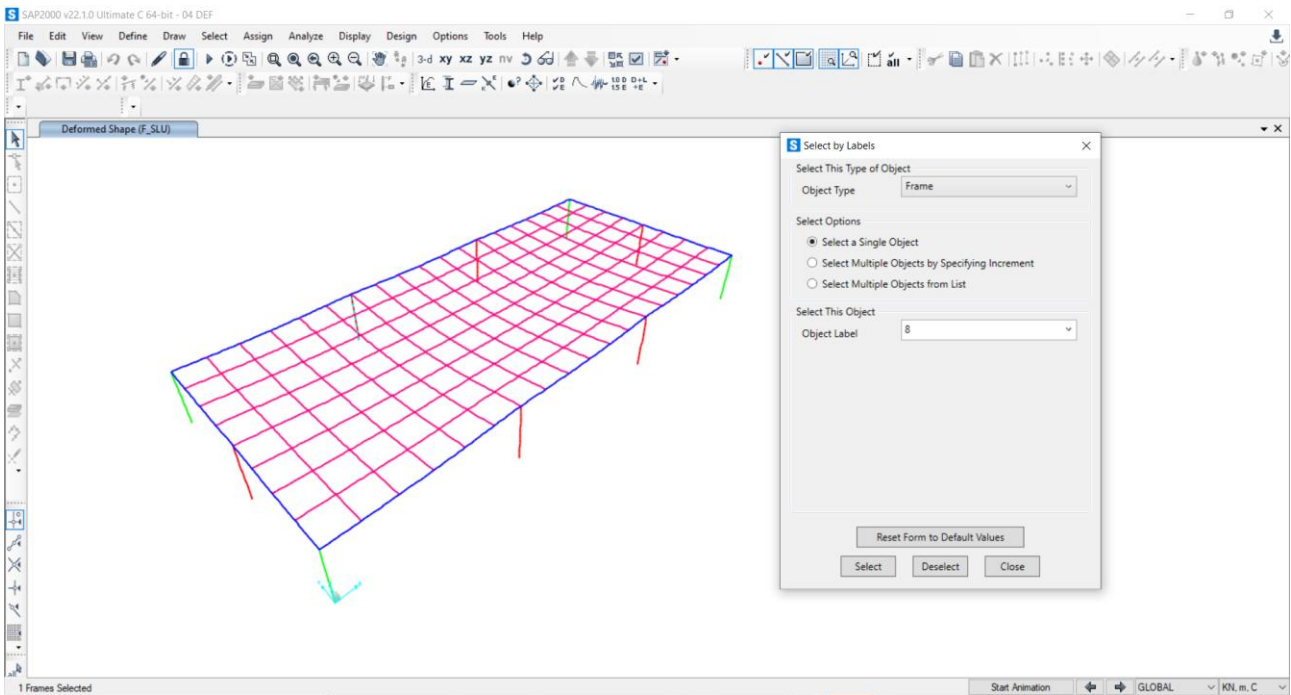 SAP2000 v22.1.0 Ultimate C 64-bit - 04 DEF
File Edit View Define Draw Select Assign Analyze Display Design Options Tools Help
3-d xy xz yz nv
all
Deformed Shape (F_SLU)
Select by Labels
Select This Type of Object
Object Type Frame
Select Options
Select a Single Object
Select Multiple Objects by Specifying Increment
Select Multiple Objects from List
Select This Object
Object Label 8
Reset Form to Default Values
Select Deselect Close
1 Frames Selected Start Animation GLOBAL KN, m, C